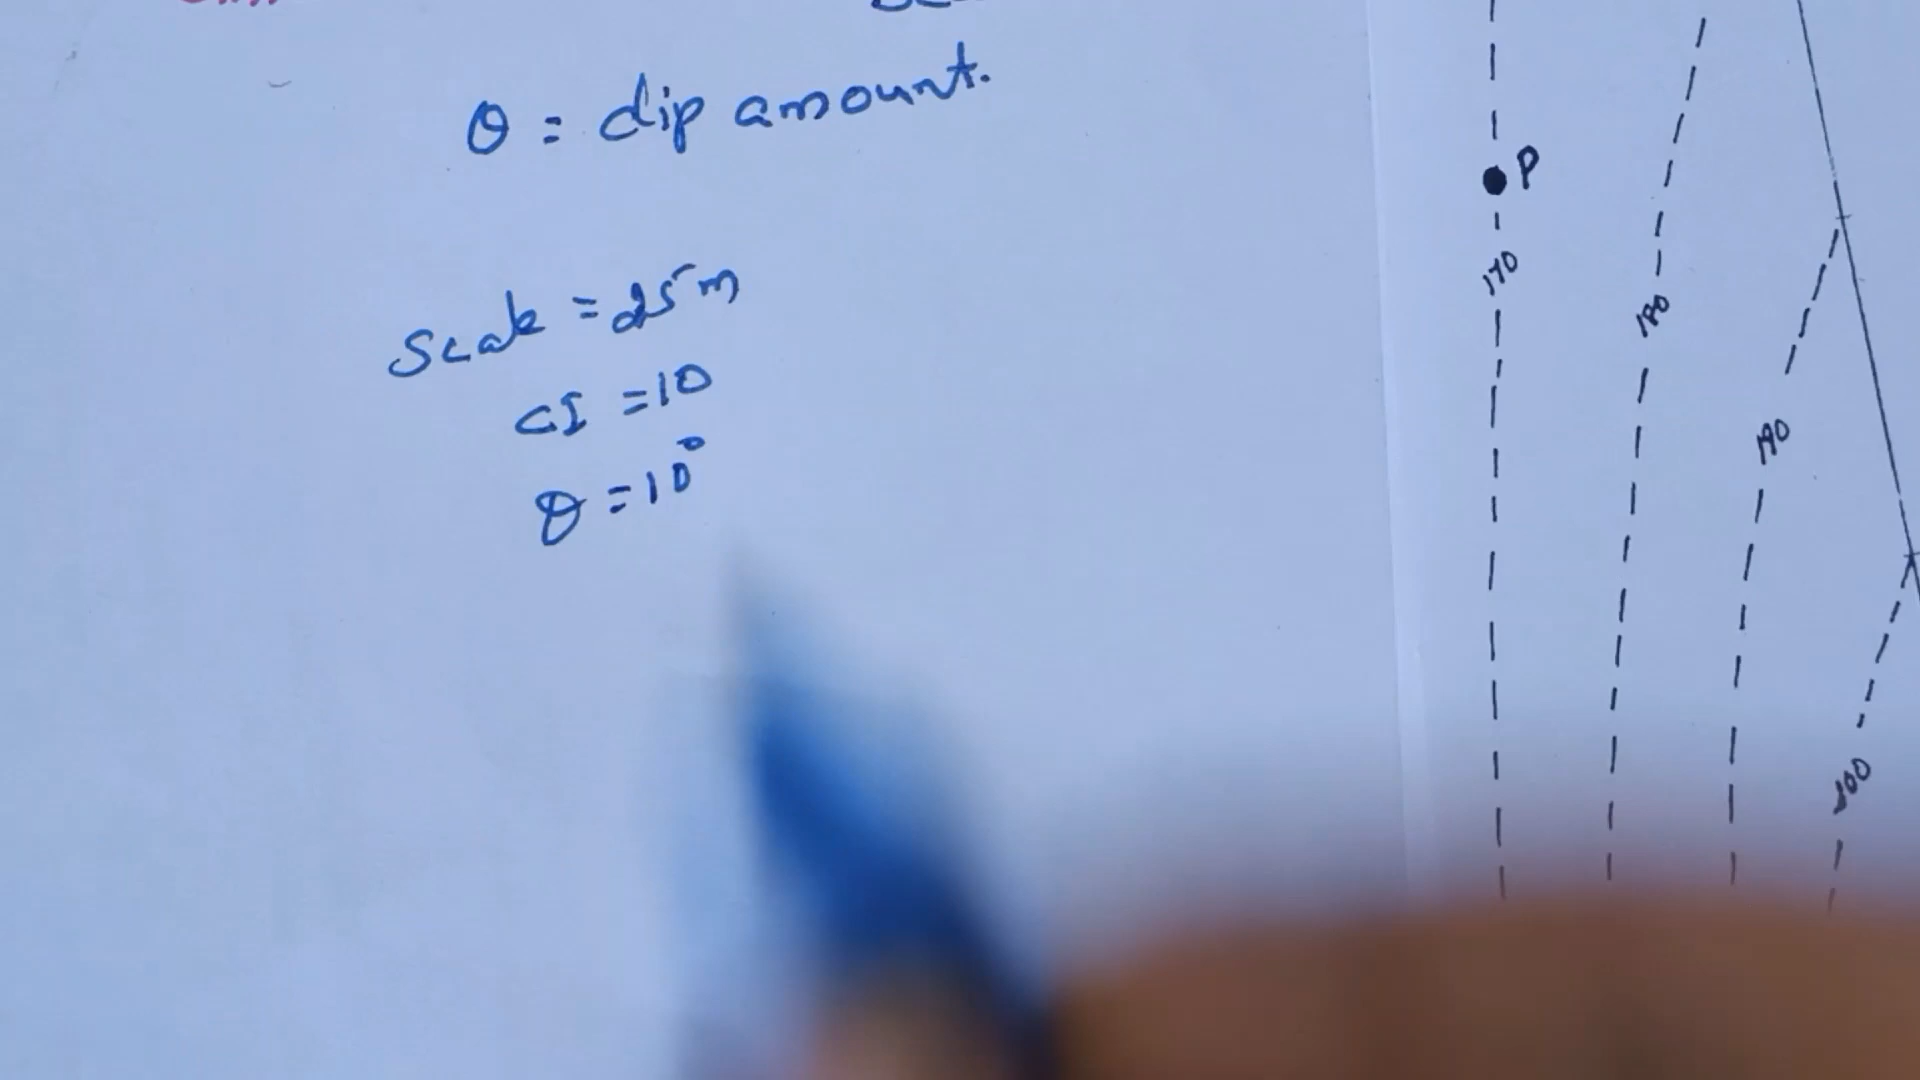 θ = dip amount.
Scale = 25m
CI = 10
θ = 10°
P
170
180
190
200